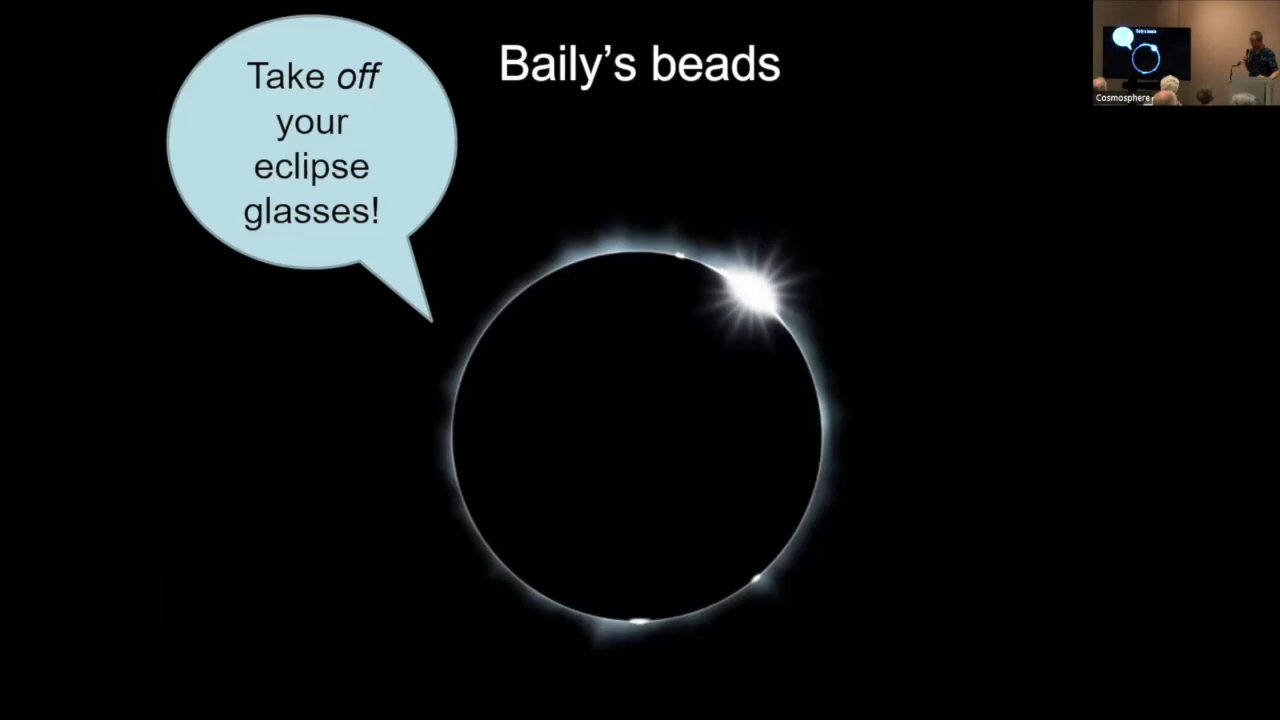 Take off
your
eclipse
glasses!
Baily's beads
Cosmosphere